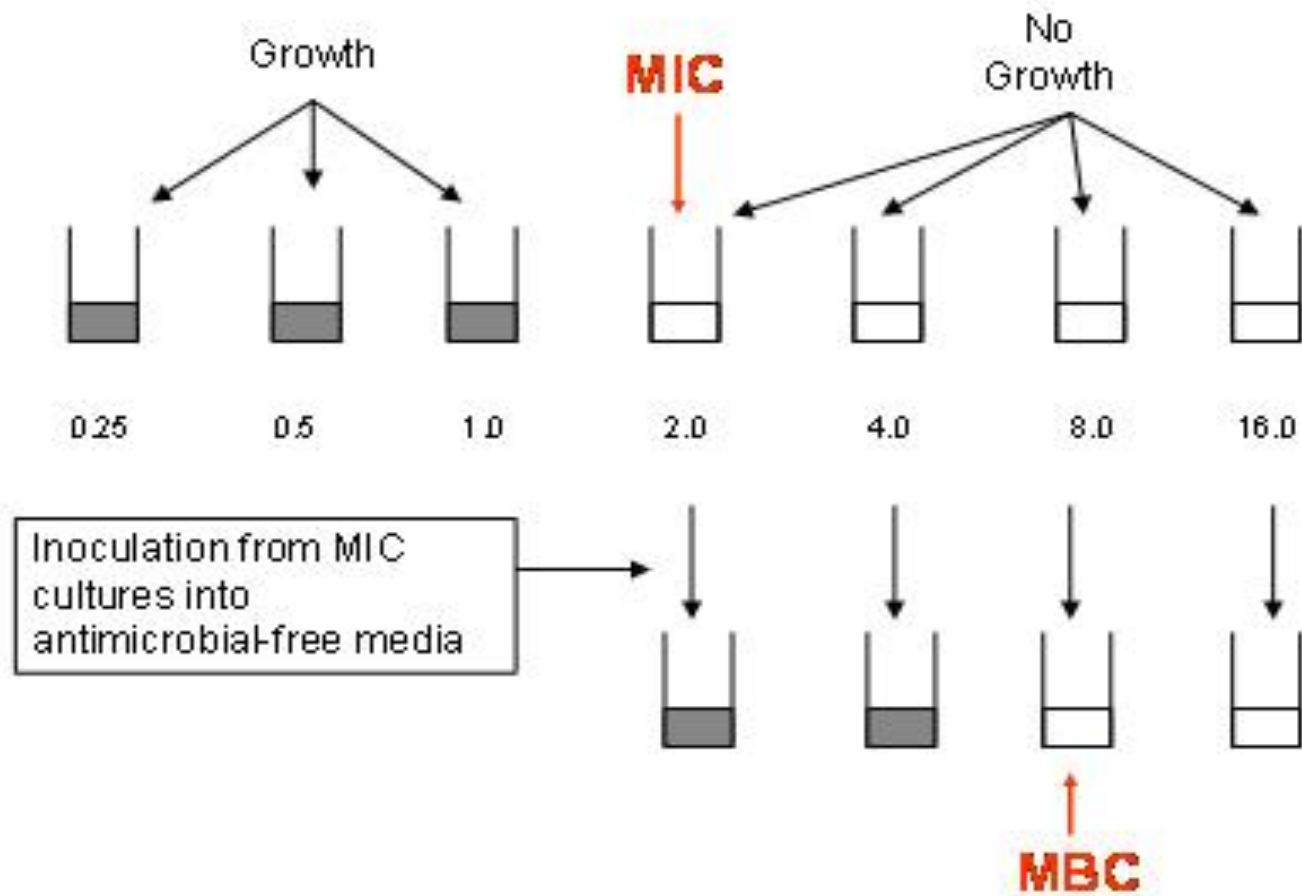 Growth
MIC
No
Growth
0.25 0.5 1.0 2.0 4.0 8.0 16.0
Inoculation from MIC
cultures into
antimicrobial-free media
MBC